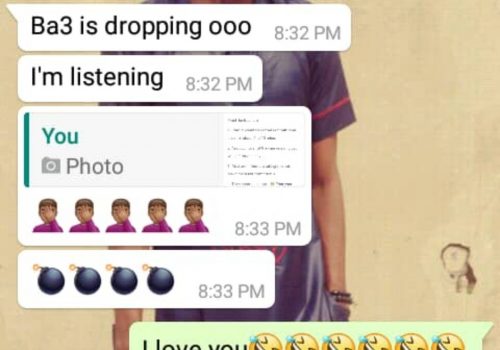 Ba3 is dropping ooo 8:32 PM
I'm listening 8:32 PM
You
Photo
🤦🏽🤦🏽🤦🏽🤦🏽🤦🏽 8:33 PM
💣💣💣💣 8:33 PM
I love you🤣🤣🤣🤣🤣🤣